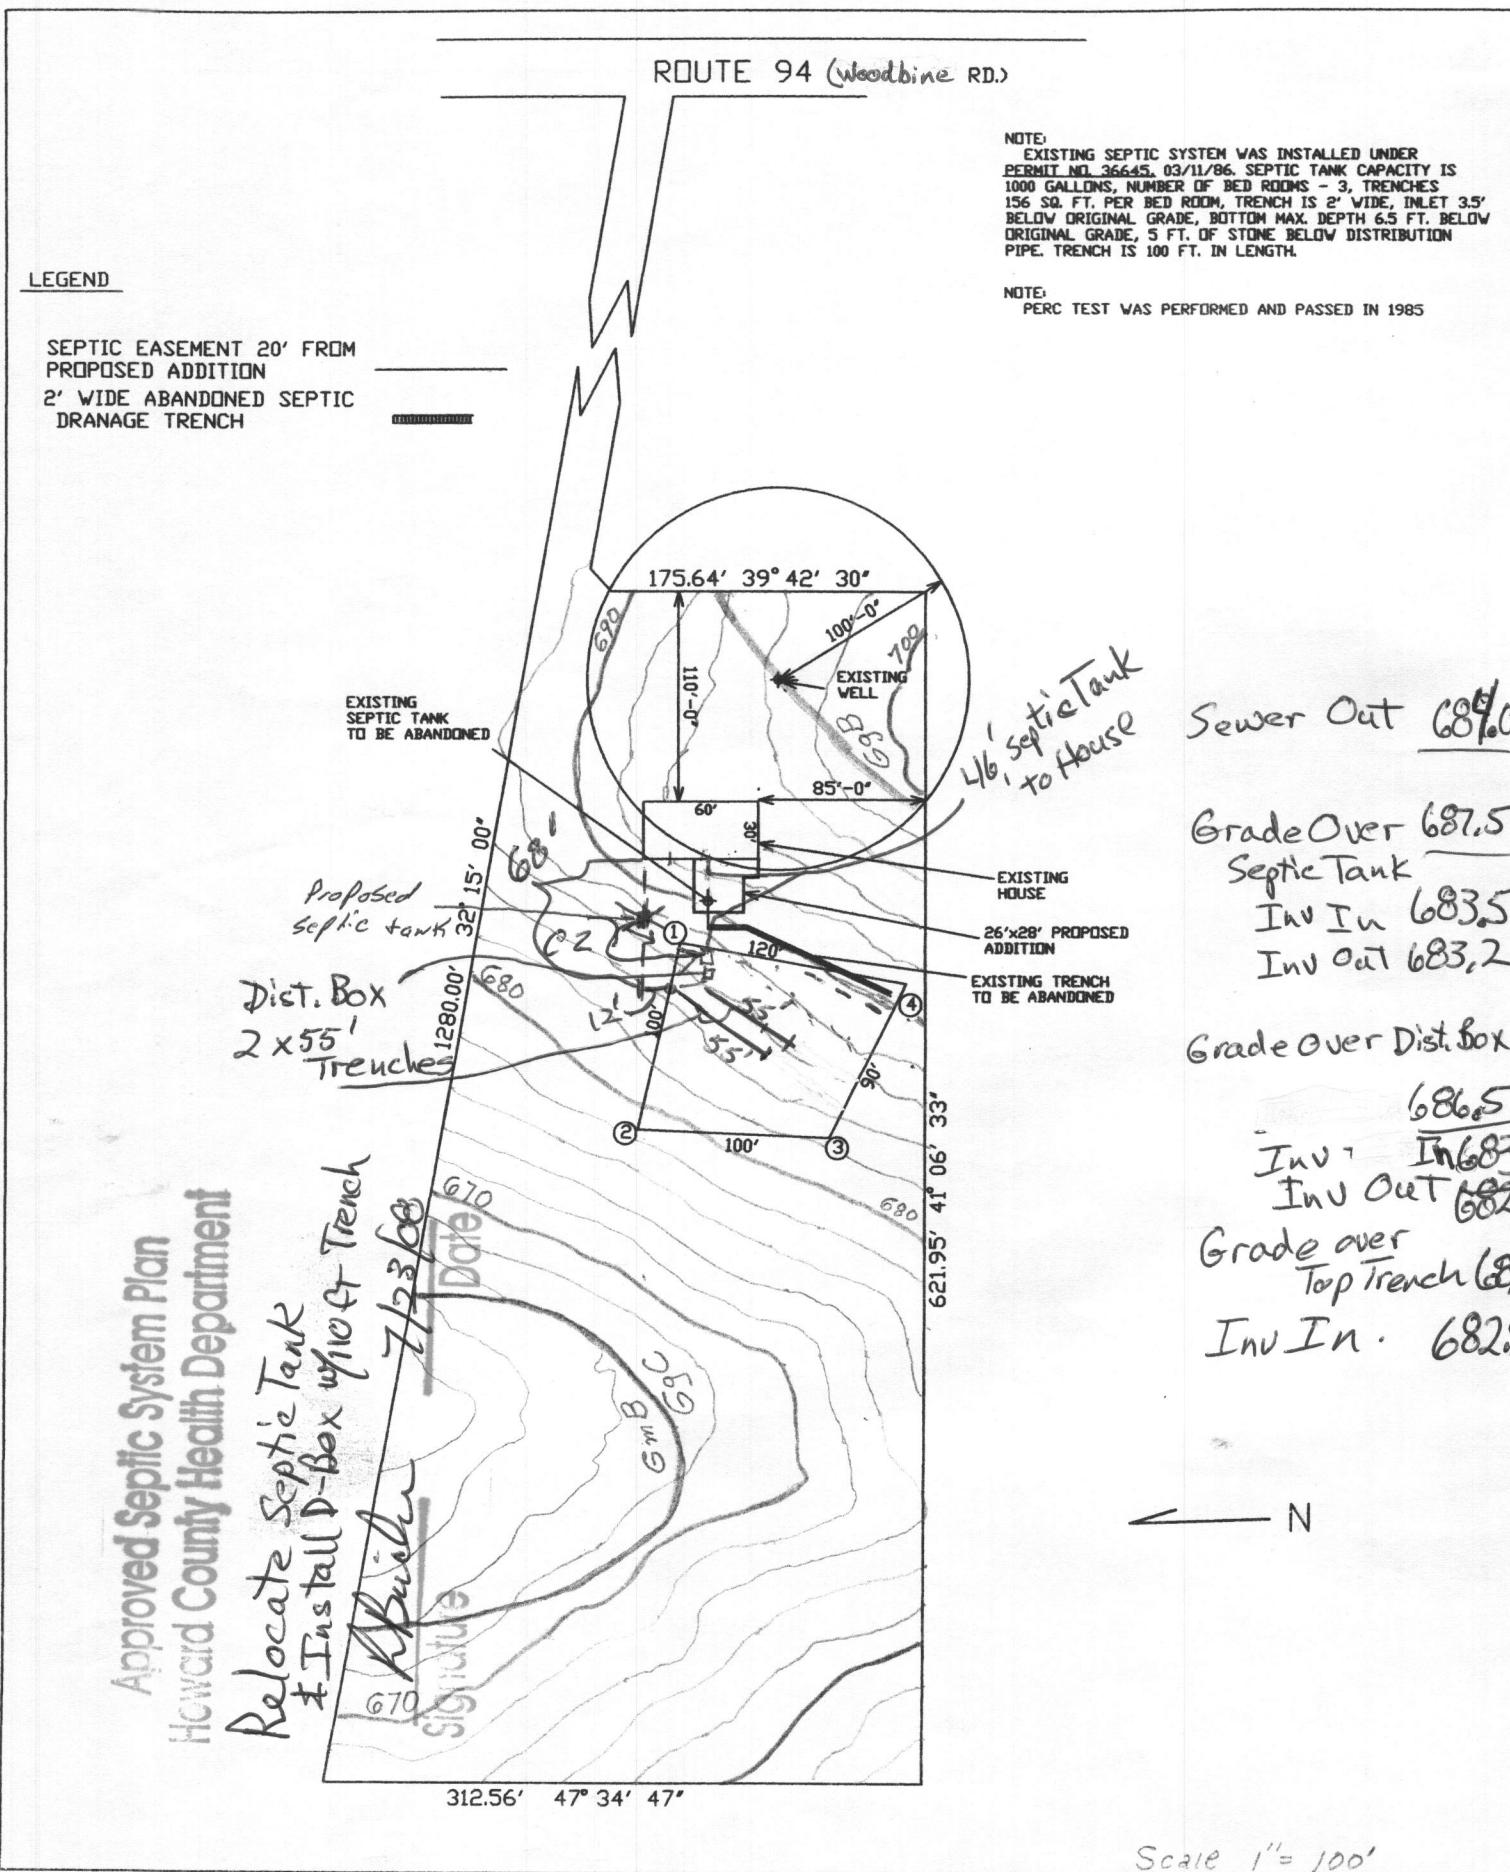 ROUTE 94 (Woodbine RD.)
NOTE:
EXISTING SEPTIC SYSTEM WAS INSTALLED UNDER
PERMIT NO. 36645, 03/11/86. SEPTIC TANK CAPACITY IS
1000 GALLONS, NUMBER OF BED ROOMS - 3, TRENCHES
156 SQ. FT. PER BED ROOM, TRENCH IS 2' WIDE, INLET 3.5'
BELOW ORIGINAL GRADE, BOTTOM MAX. DEPTH 6.5 FT. BELOW
ORIGINAL GRADE, 5 FT. OF STONE BELOW DISTRIBUTION
PIPE. TRENCH IS 100 FT. IN LENGTH.
NOTE:
PERC TEST WAS PERFORMED AND PASSED IN 1985
LEGEND
SEPTIC EASEMENT 20' FROM
PROPOSED ADDITION
2' WIDE ABANDONED SEPTIC
DRANAGE TRENCH
175.64' 39° 42' 30"
690
100'-0"
700
110'-0"
EXISTING
WELL
GgB
EXISTING
SEPTIC TANK
TO BE ABANDONED
46' septic Tank
to House
85'-0"
60'
30'
EXISTING
HOUSE
26'x28' PROPOSED
ADDITION
EXISTING TRENCH
TO BE ABANDONED
68'
Proposed
septic tank
32° 15' 00"
1280.00'
1
120'
4
680
Dist. Box
2 x 55'
Trenches
12'
100'
55'
55'
90'
2
100'
3
621.95' 41° 06' 33"
680
670
GmB
GgC
670
312.56' 47° 34' 47"
Sewer Out
Grade Over 687.5
Septic Tank
Inv In 683.5
Inv Out 683.2
Grade Over Dist. Box
686.5
Inv In 683
Inv Out
Grade over
Top Trench
Inv In. 682.
Approved Septic System Plan
Howard County Health Department
Relocate Septic Tank
& Install D-Box w/110 ft Trench
7/23/08
Signature
Date
N
Scale 1"= 100'